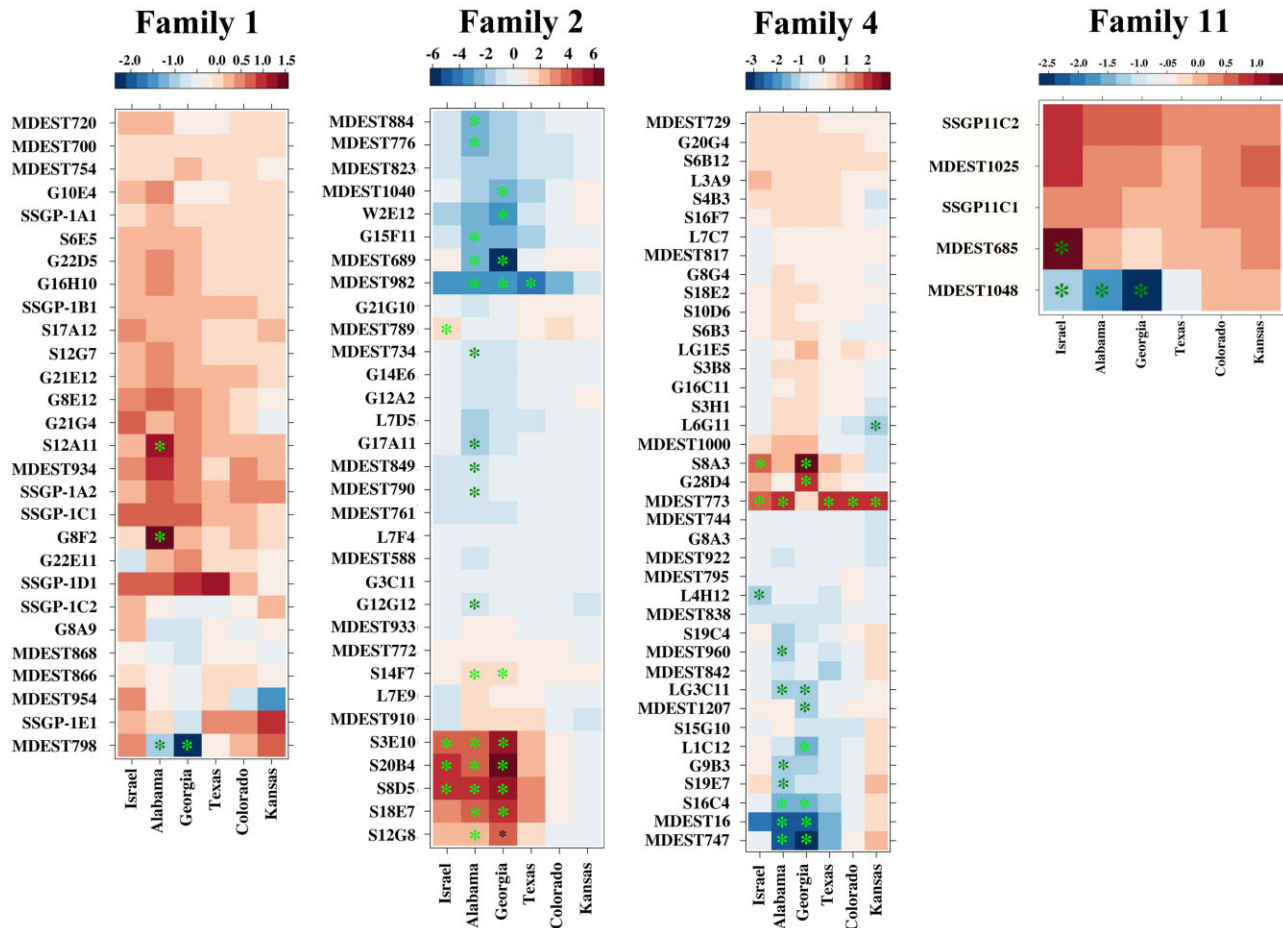 Family 1
-2.0 -1.0 0.0 1.0 1.5
MDEST720
MDEST700
MDEST754
G10E4
SSGP-1A1
S6E5
G22D5
G16H10
SSGP-1B1
S17A12
S12G7
G21E12
G8E12
G21G4
S12A11
*
MDEST934
SSGP-1A2
SSGP-1C1
G8F2
*
G22E11
SSGP-1D1
SSGP-1C2
G8A9
MDEST868
MDEST866
MDEST954
SSGP-1E1
MDEST798
* *
Israel
Alabama
Georgia
Texas
Colorado
Kansas
Family 2
-6 -4 -2 0 2 4 6
MDEST884
*
MDEST776
*
MDEST823
MDEST1040
*
W2E12
*
G15F11
*
MDEST689
* *
MDEST982
* * *
G21G10
MDEST789
*
MDEST734
*
G14E6
G12A2
L7D5
G17A11
*
MDEST849
*
MDEST790
*
MDEST761
L7F4
MDEST588
G3C11
G12G12
*
MDEST933
MDEST772
S14F7
* *
L7E9
MDEST910
S3E10
* * *
S20B4
* * *
S8D5
* * *
S18E7
* *
S12G8
* *
Israel
Alabama
Georgia
Texas
Colorado
Kansas
Family 4
-3 -2 -1 0 1 2
MDEST729
G20G4
S6B12
L3A9
S4B3
S16F7
L7C7
MDEST817
G8G4
S18E2
S10D6
S6B3
LG1E5
S3B8
G16C11
S3H1
L6G11
*
MDEST1000
S8A3
* *
G28D4
*
MDEST773
* * * * *
MDEST744
G8A3
MDEST922
MDEST795
L4H12
*
MDEST838
S19C4
MDEST960
*
MDEST842
LG3C11
* *
MDEST1207
*
S15G10
L1C12
*
G9B3
*
S19E7
*
S16C4
* *
MDEST16
* *
MDEST747
* *
Israel
Alabama
Georgia
Texas
Colorado
Kansas
Family 11
-2.5 -2.0 -1.5 -1.0 -.05 0.0 0.5 1.0
SSGP11C2
MDEST1025
SSGP11C1
MDEST685
*
MDEST1048
* * *
Israel
Alabama
Georgia
Texas
Colorado
Kansas